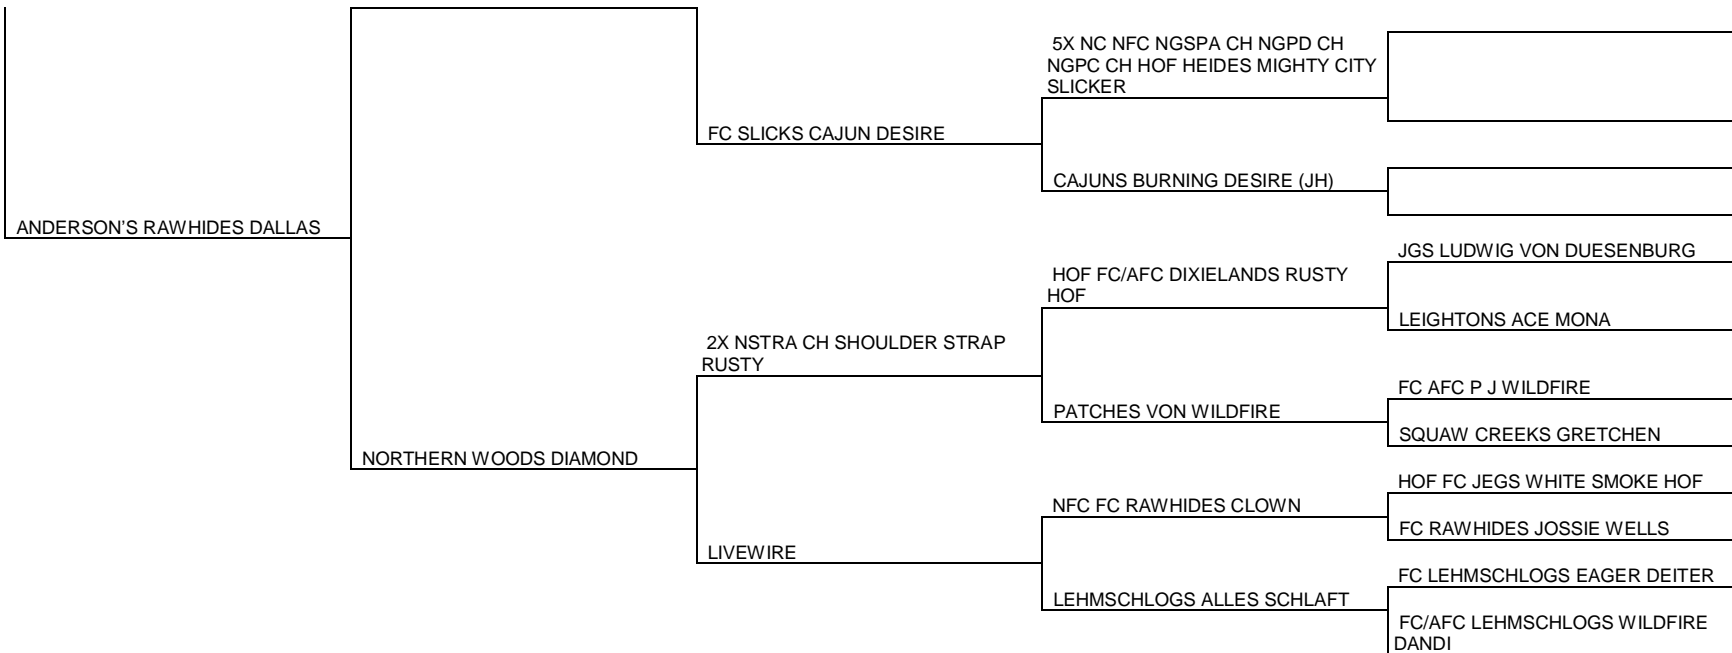 5X NC NFC NGSPA CH NGPD CH
NGPC CH HOF HEIDES MIGHTY CITY
SLICKER
FC SLICKS CAJUN DESIRE
CAJUNS BURNING DESIRE (JH)
ANDERSON'S RAWHIDES DALLAS
JGS LUDWIG VON DUESENBURG
HOF FC/AFC DIXIELANDS RUSTY
HOF
LEIGHTONS ACE MONA
2X NSTRA CH SHOULDER STRAP
RUSTY
FC AFC P J WILDFIRE
PATCHES VON WILDFIRE
SQUAW CREEKS GRETCHEN
NORTHERN WOODS DIAMOND
HOF FC JEGS WHITE SMOKE HOF
NFC FC RAWHIDES CLOWN
FC RAWHIDES JOSSIE WELLS
LIVEWIRE
FC LEHMSCHLOGS EAGER DEITER
LEHMSCHLOGS ALLES SCHLAFT
FC/AFC LEHMSCHLOGS WILDFIRE
DANDI